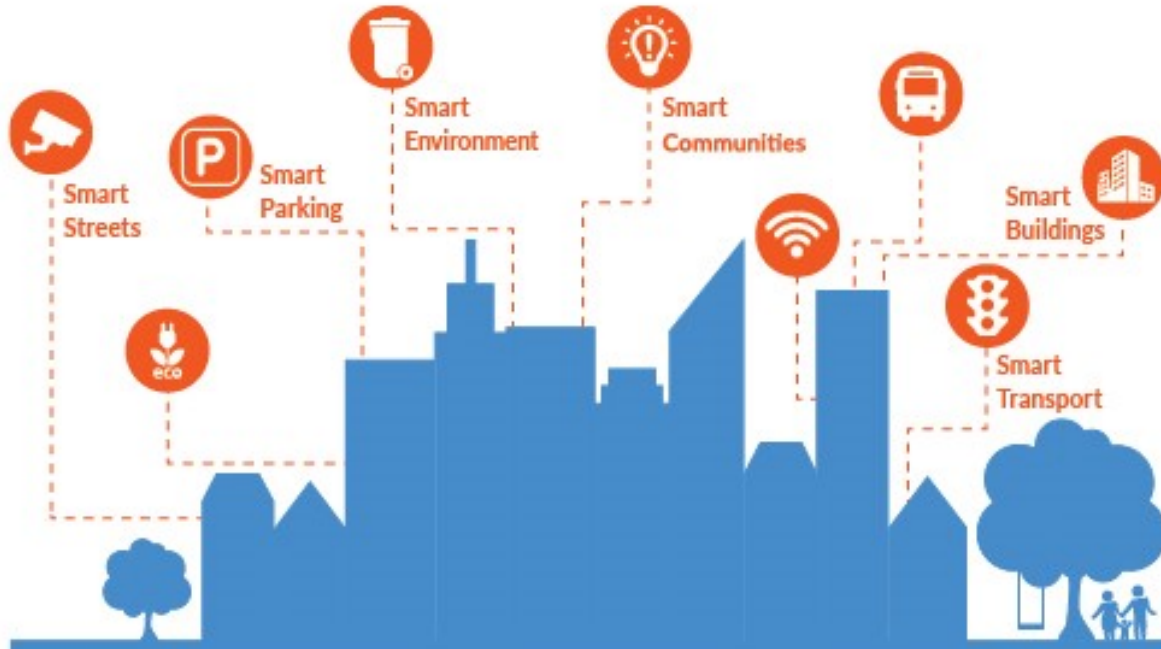 Smart
Environment
Smart
Communities
Smart
Streets
P
Smart
Parking
Smart
Buildings
eco
Smart
Transport